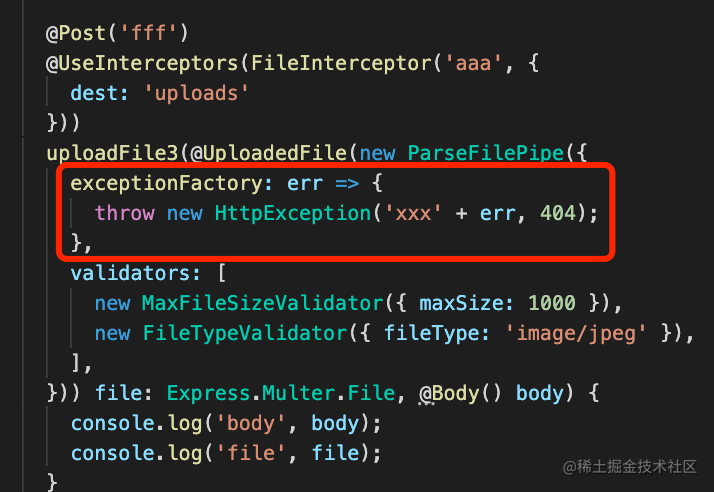 @Post('fff')
@UseInterceptors(FileInterceptor('aaa', {
  dest: 'uploads'
}))
uploadFile3(@UploadedFile(new ParseFilePipe({
  exceptionFactory: err => {
    throw new HttpException('xxx' + err, 404);
  },
  validators: [
    new MaxFileSizeValidator({ maxSize: 1000 }),
    new FileTypeValidator({ fileType: 'image/jpeg' }),
  ],
})) file: Express.Multer.File, @Body() body) {
  console.log('body', body);
  console.log('file', file);
}
@稀土掘金技术社区